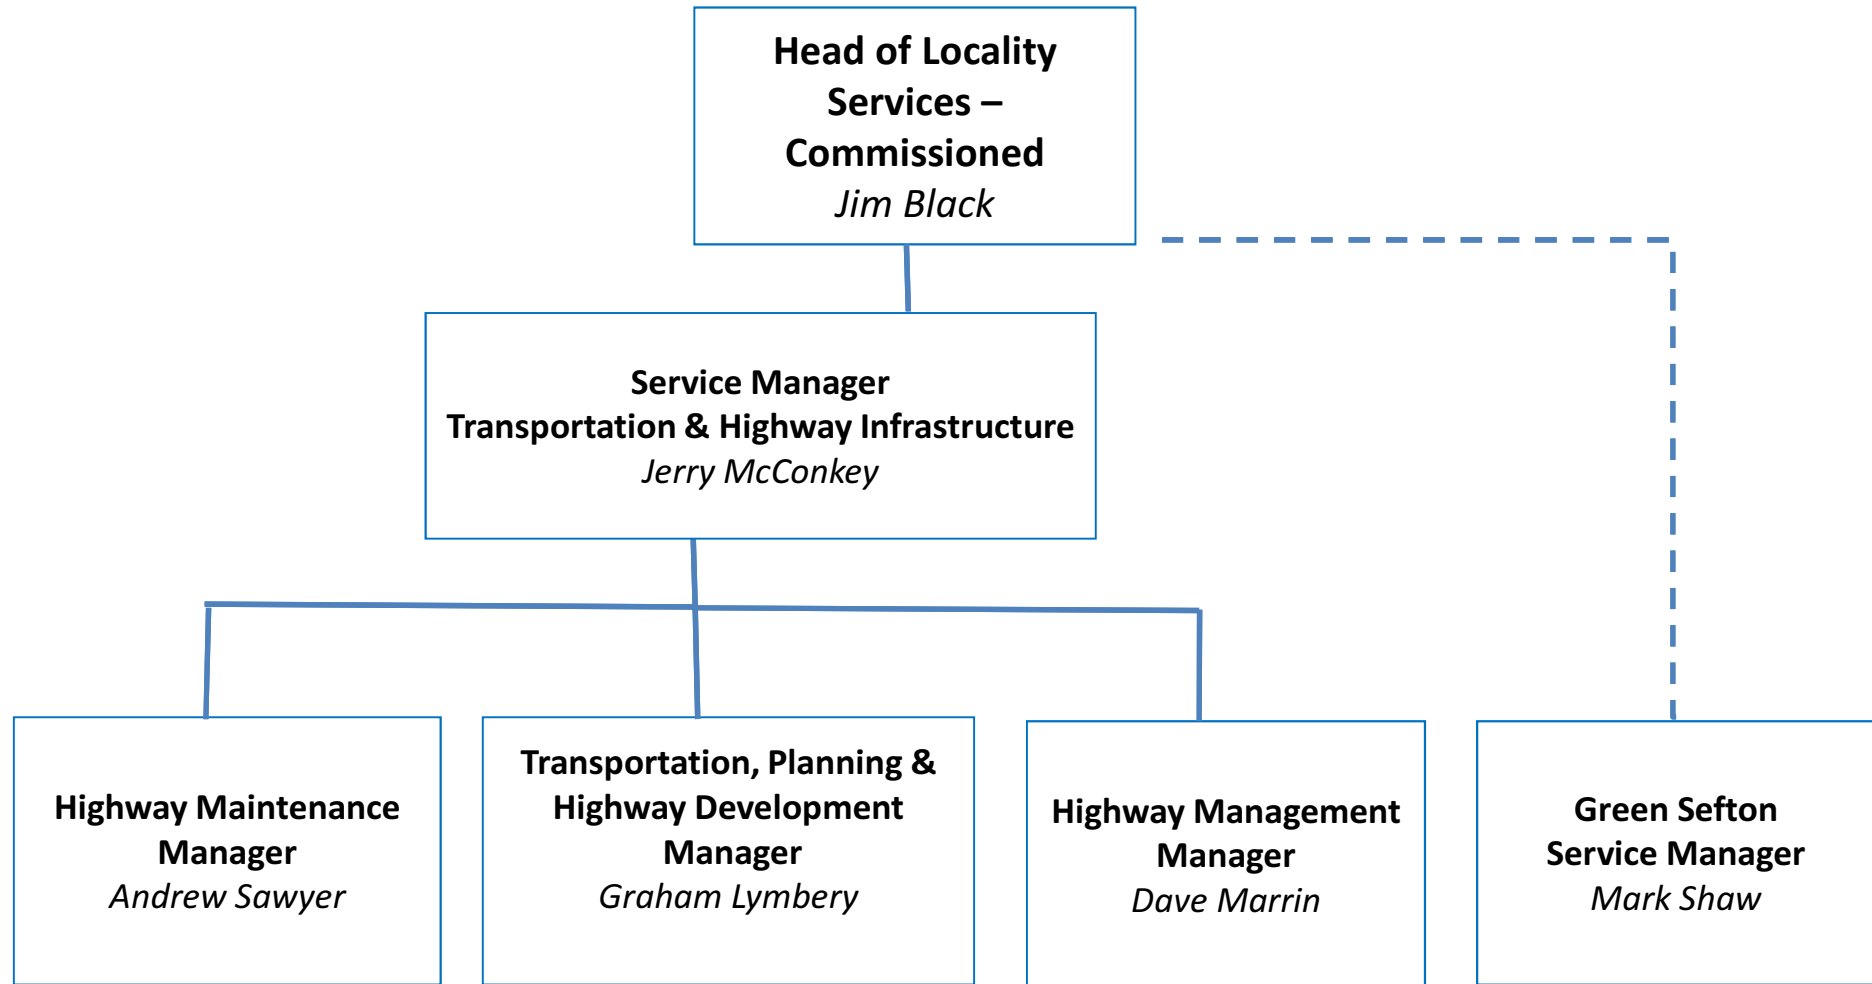 Head of Locality
Services –
Commissioned
Jim Black
Service Manager
Transportation & Highway Infrastructure
Jerry McConkey
Highway Maintenance
Manager
Andrew Sawyer
Transportation, Planning &
Highway Development
Manager
Graham Lymbery
Highway Management
Manager
Dave Marrin
Green Sefton
Service Manager
Mark Shaw